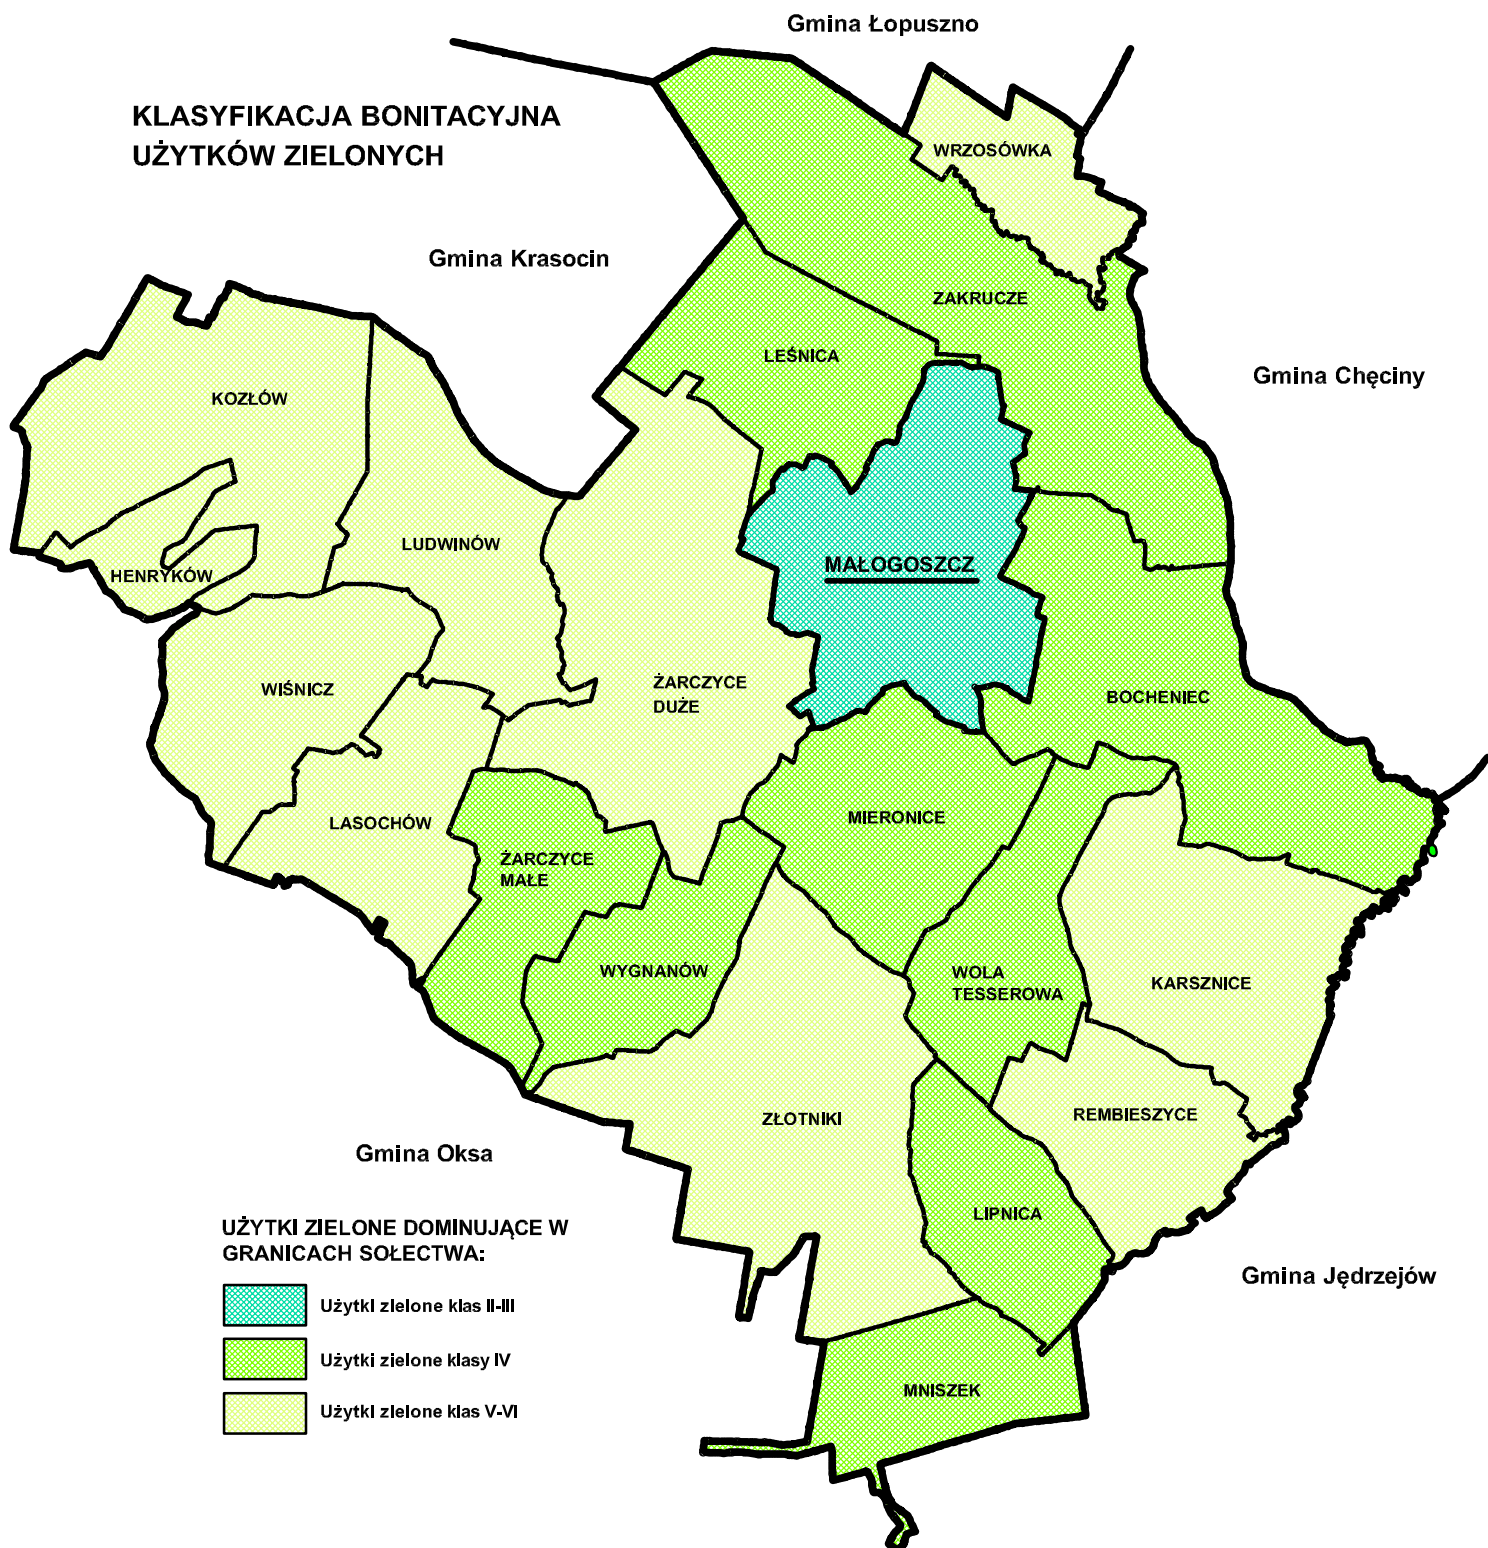 Gmina Łopuszno
KLASYFIKACJA BONITACYJNA
UŻYTKÓW ZIELONYCH
WRZOSÓWKA
Gmina Krasocin
ZAKRUCZE
LEŚNICA
Gmina Chęciny
KOZŁÓW
LUDWINÓW
MAŁOGOSZCZ
HENRYKÓW
WIŚNICZ
ŻARCZYCE
DUŻE
BOCHENIEC
LASOCHÓW
MIERONICE
ŻARCZYCE
MAŁE
WYGNANÓW
WOLA
TESSEROWA
KARSZNICE
ZŁOTNIKI
REMBIESZYCE
Gmina Oksa
LIPNICA
UŻYTKI ZIELONE DOMINUJĄCE W
GRANICACH SOŁECTWA:
Gmina Jędrzejów
Użytki zielone klas II-III
Użytki zielone klasy IV
Użytki zielone klas V-VI
MNISZEK